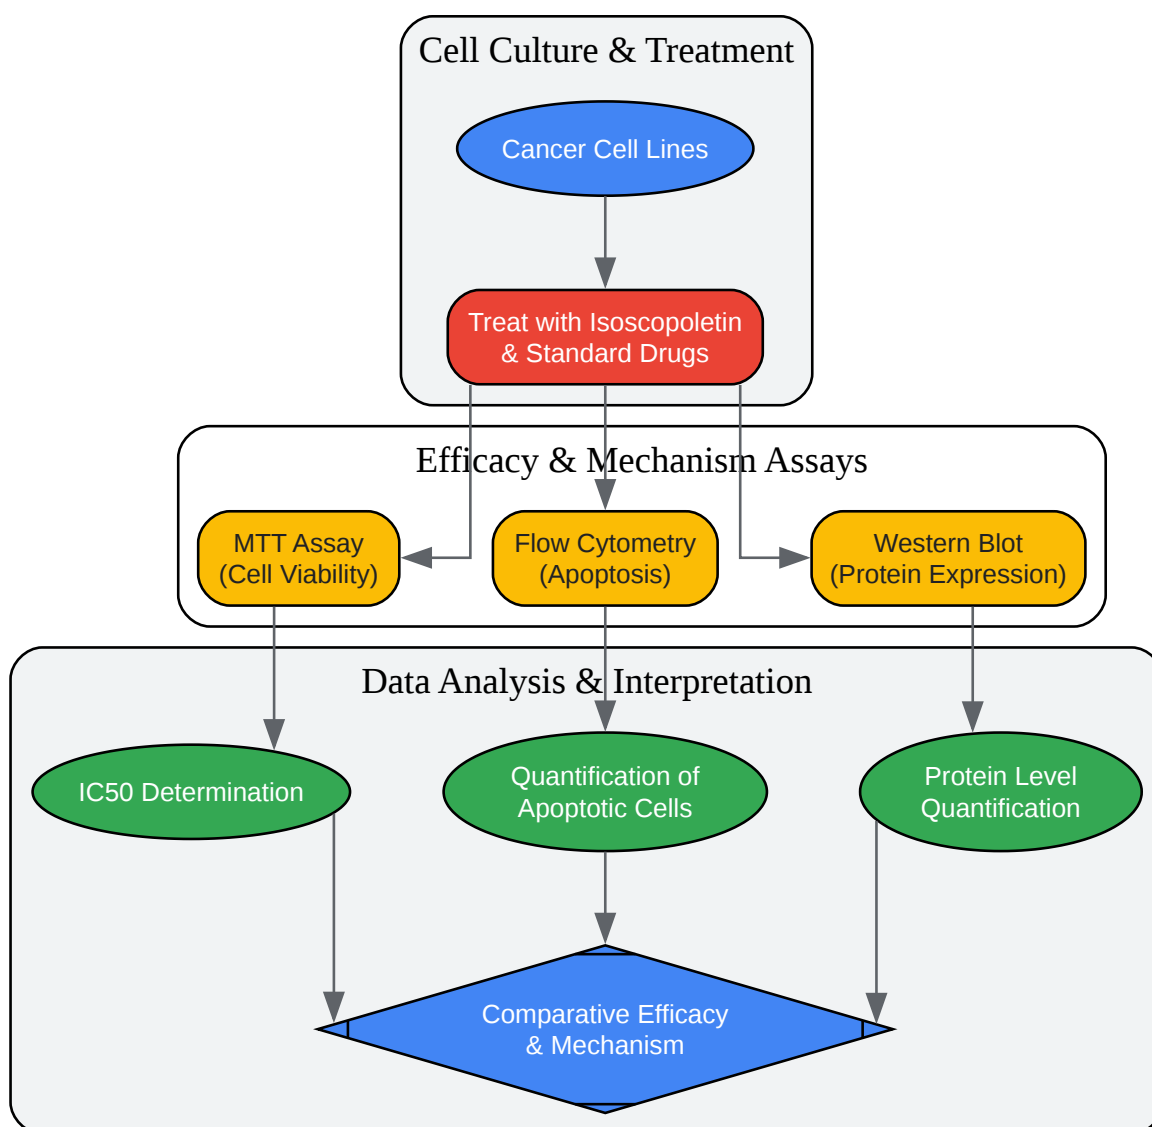 Cell Culture & Treatment
Cancer Cell Lines
Treat with Isoscopoletin
& Standard Drugs
Efficacy & Mechanism Assays
MTT Assay
(Cell Viability)
Flow Cytometry
(Apoptosis)
Western Blot
(Protein Expression)
Data Analysis & Interpretation
IC50 Determination
Quantification of
Apoptotic Cells
Protein Level
Quantification
Comparative Efficacy
& Mechanism